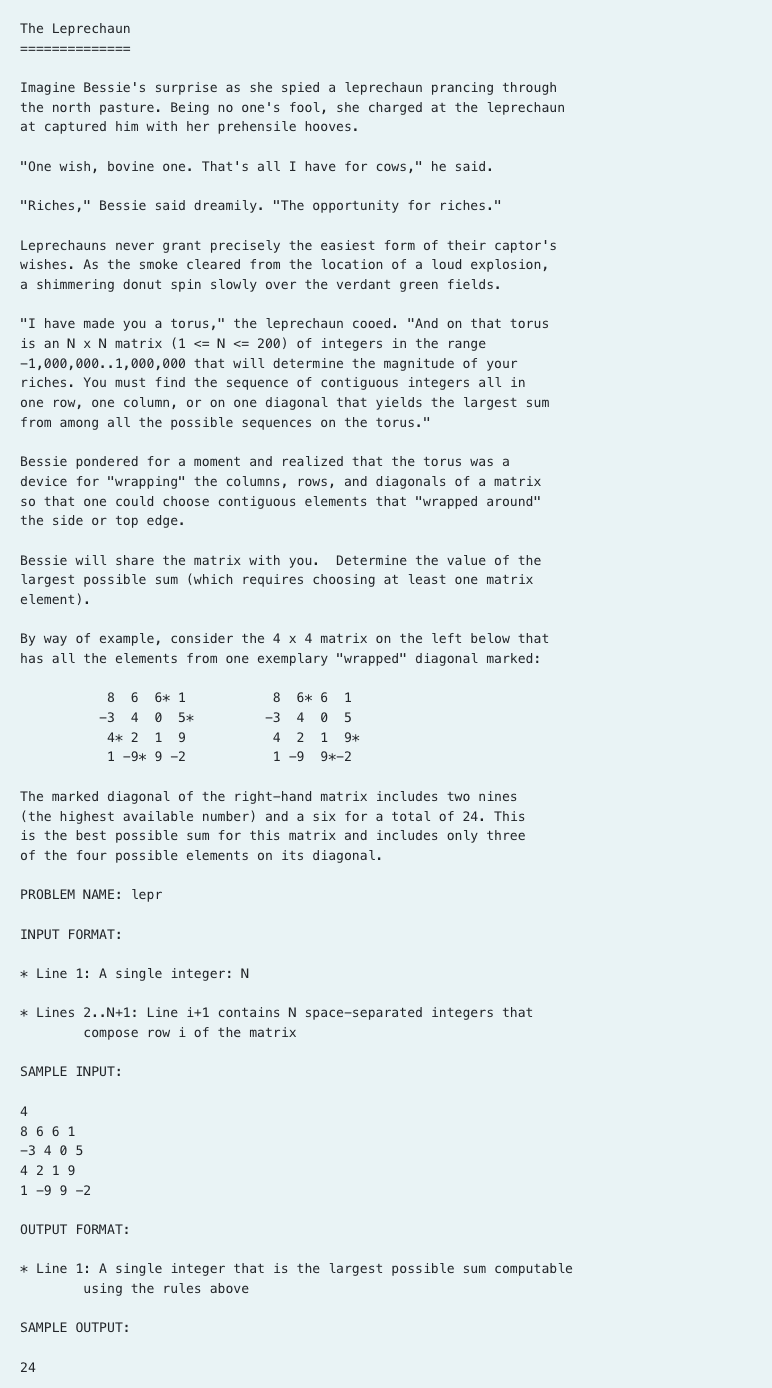 The Leprechaun
==============
Imagine Bessie's surprise as she spied a leprechaun prancing through
the north pasture. Being no one's fool, she charged at the leprechaun
at captured him with her prehensile hooves.
"One wish, bovine one. That's all I have for cows," he said.
"Riches," Bessie said dreamily. "The opportunity for riches."
Leprechauns never grant precisely the easiest form of their captor's
wishes. As the smoke cleared from the location of a loud explosion,
a shimmering donut spin slowly over the verdant green fields.
"I have made you a torus," the leprechaun cooed. "And on that torus
is an N x N matrix (1 <= N <= 200) of integers in the range
-1,000,000..1,000,000 that will determine the magnitude of your
riches. You must find the sequence of contiguous integers all in
one row, one column, or on one diagonal that yields the largest sum
from among all the possible sequences on the torus."
Bessie pondered for a moment and realized that the torus was a
device for "wrapping" the columns, rows, and diagonals of a matrix
so that one could choose contiguous elements that "wrapped around"
the side or top edge.
Bessie will share the matrix with you.  Determine the value of the
largest possible sum (which requires choosing at least one matrix
element).
By way of example, consider the 4 x 4 matrix on the left below that
has all the elements from one exemplary "wrapped" diagonal marked:
           8  6  6* 1           8  6* 6  1
          -3  4  0  5*         -3  4  0  5
           4* 2  1  9           4  2  1  9*
           1 -9* 9 -2           1 -9  9*-2
The marked diagonal of the right-hand matrix includes two nines
(the highest available number) and a six for a total of 24. This
is the best possible sum for this matrix and includes only three
of the four possible elements on its diagonal.
PROBLEM NAME: lepr
INPUT FORMAT:
* Line 1: A single integer: N
* Lines 2..N+1: Line i+1 contains N space-separated integers that
        compose row i of the matrix
SAMPLE INPUT:
4
8 6 6 1
-3 4 0 5
4 2 1 9
1 -9 9 -2
OUTPUT FORMAT:
* Line 1: A single integer that is the largest possible sum computable
        using the rules above
SAMPLE OUTPUT:
24